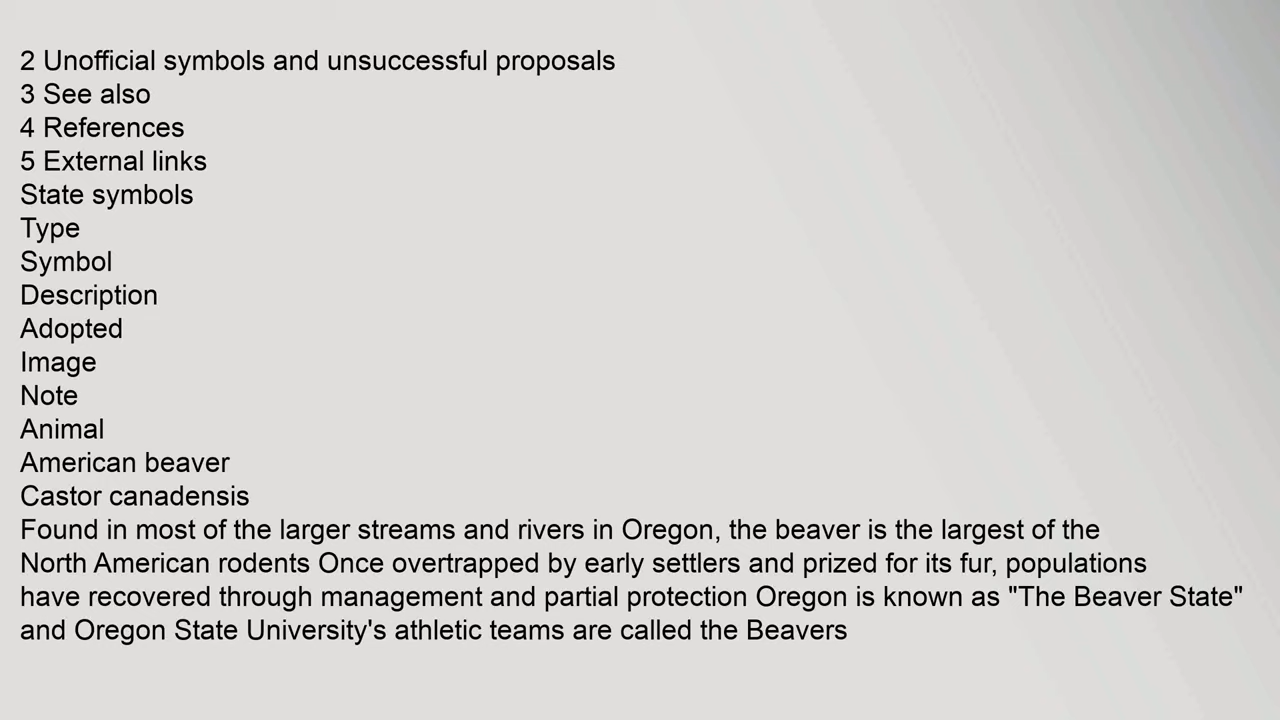 2 Unofficial symbols and unsuccessful proposals
3 See also
4 References
5 External links
State symbols
Type
Symbol
Description
Adopted
Image
Note
Animal
American beaver
Castor canadensis
Found in most of the larger streams and rivers in Oregon, the beaver is the largest of the
North American rodents Once overtrapped by early settlers and prized for its fur, populations
have recovered through management and partial protection Oregon is known as "The Beaver State"
and Oregon State University's athletic teams are called the Beavers